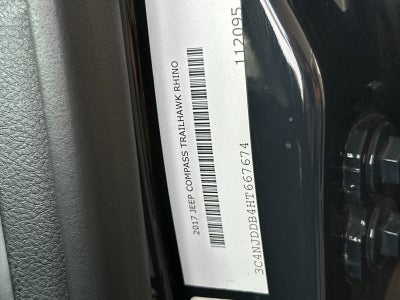 2017 JEEP COMPASS TRAILHAWK RHINO
112095
3C4NJDDB4HT667674